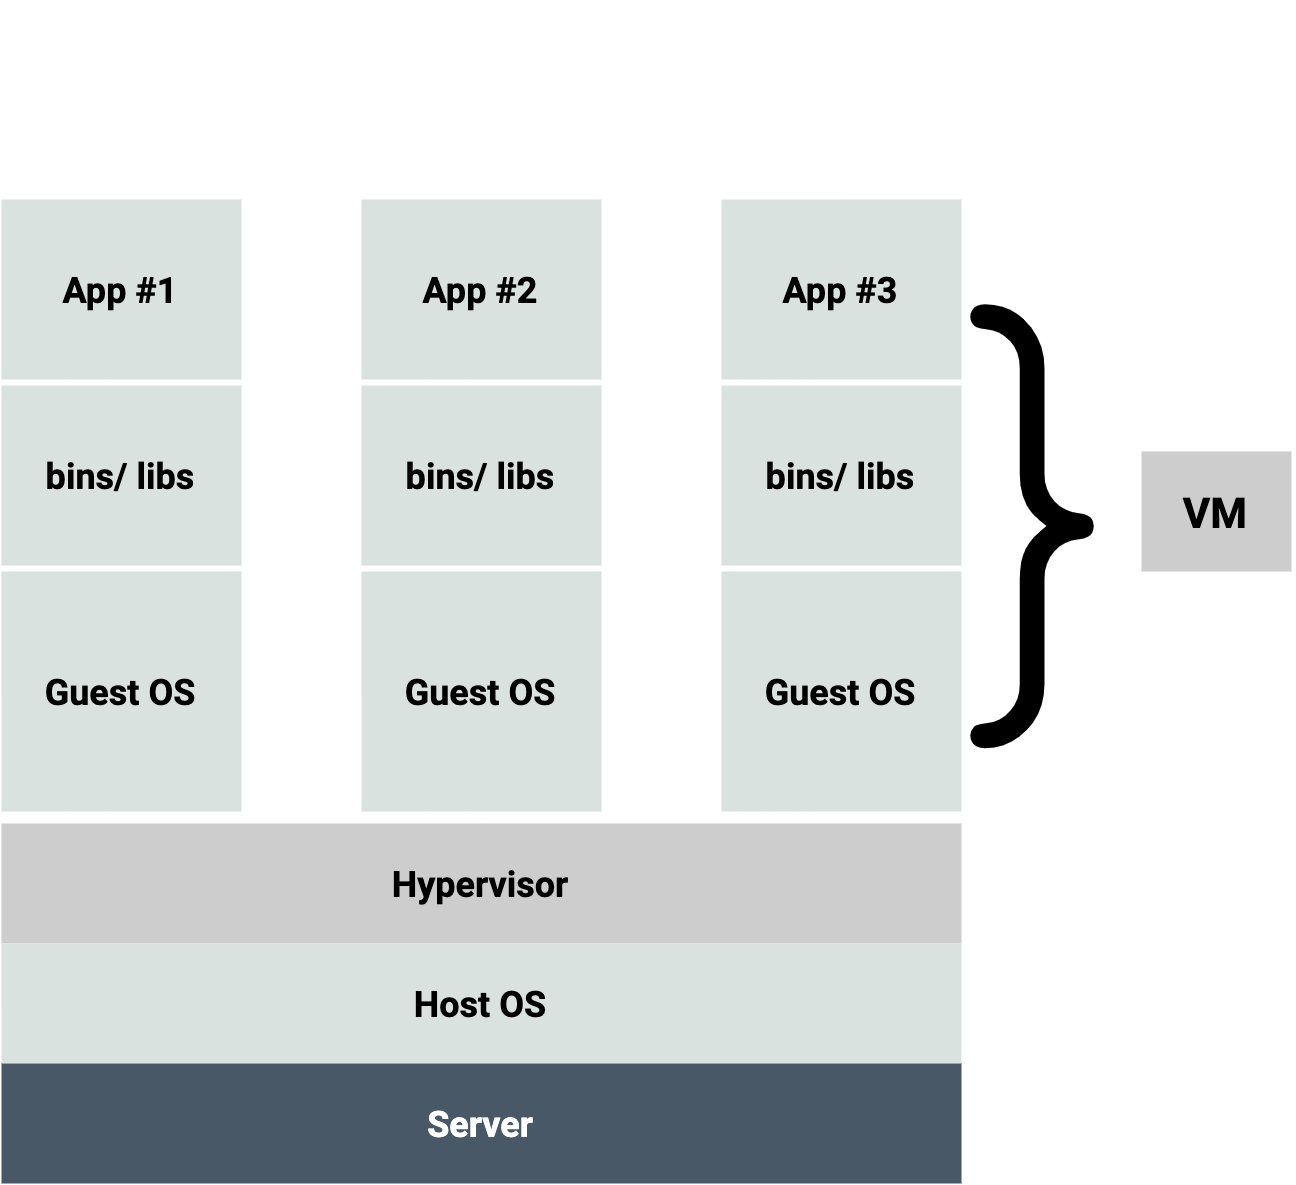 App #1
App #2
App #3
bins/ libs
bins/ libs
bins/ libs
VM
Guest OS
Guest OS
Guest OS
Hypervisor
Host OS
Server